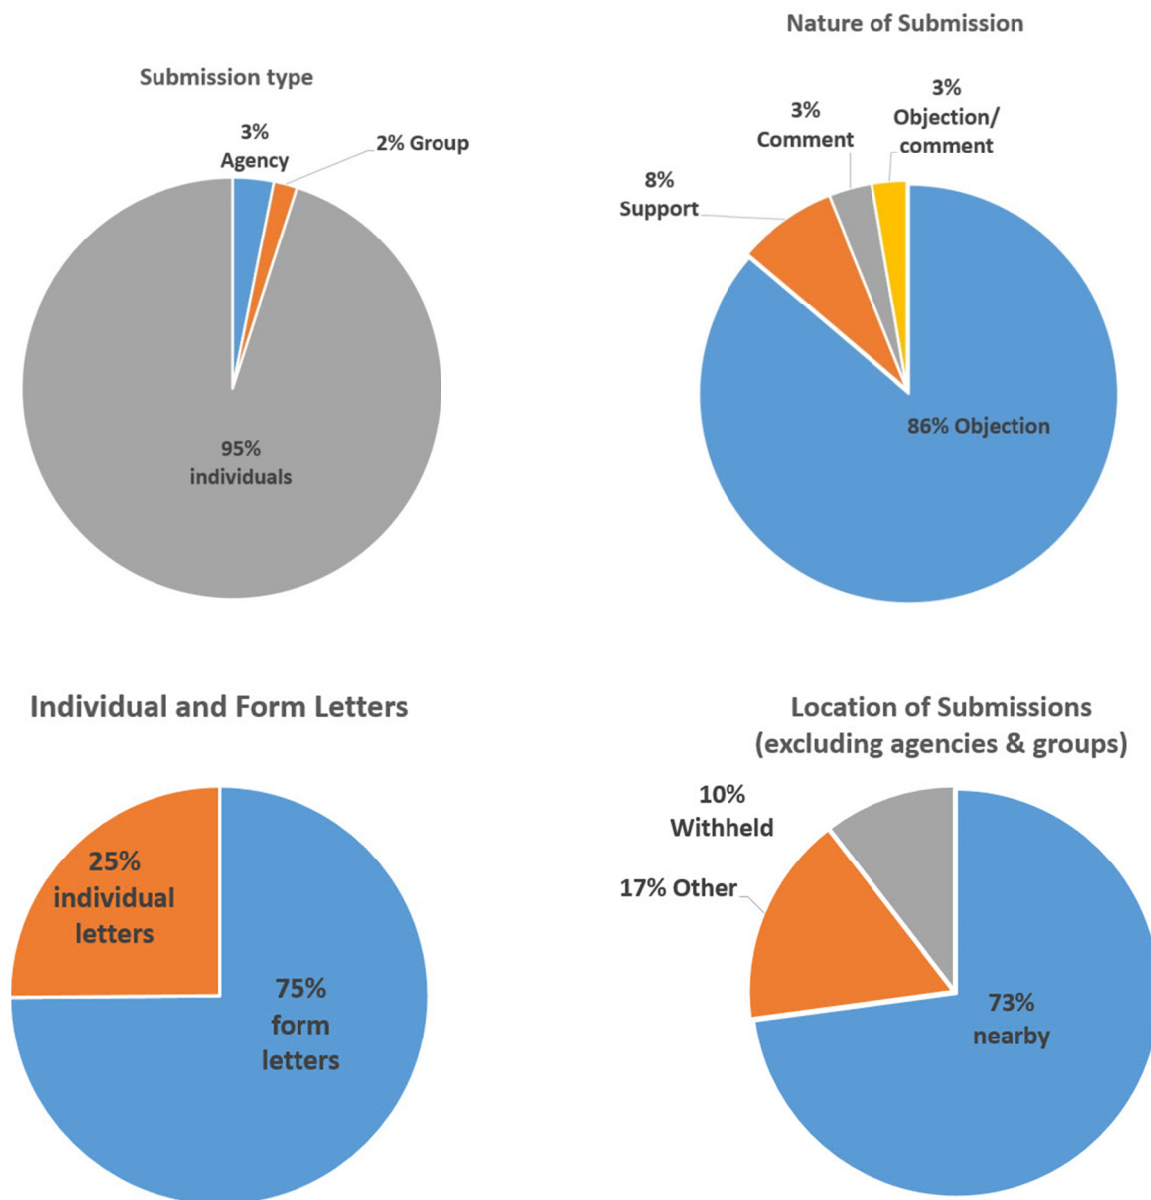 Submission type
3%
Agency
2% Group
95%
individuals
Nature of Submission
3%
Objection/
comment
3%
Comment
8%
Support
86% Objection
Individual and Form Letters
25%
individual
letters
75%
form
letters
Location of Submissions
(excluding agencies & groups)
10%
Withheld
17% Other
73%
nearby